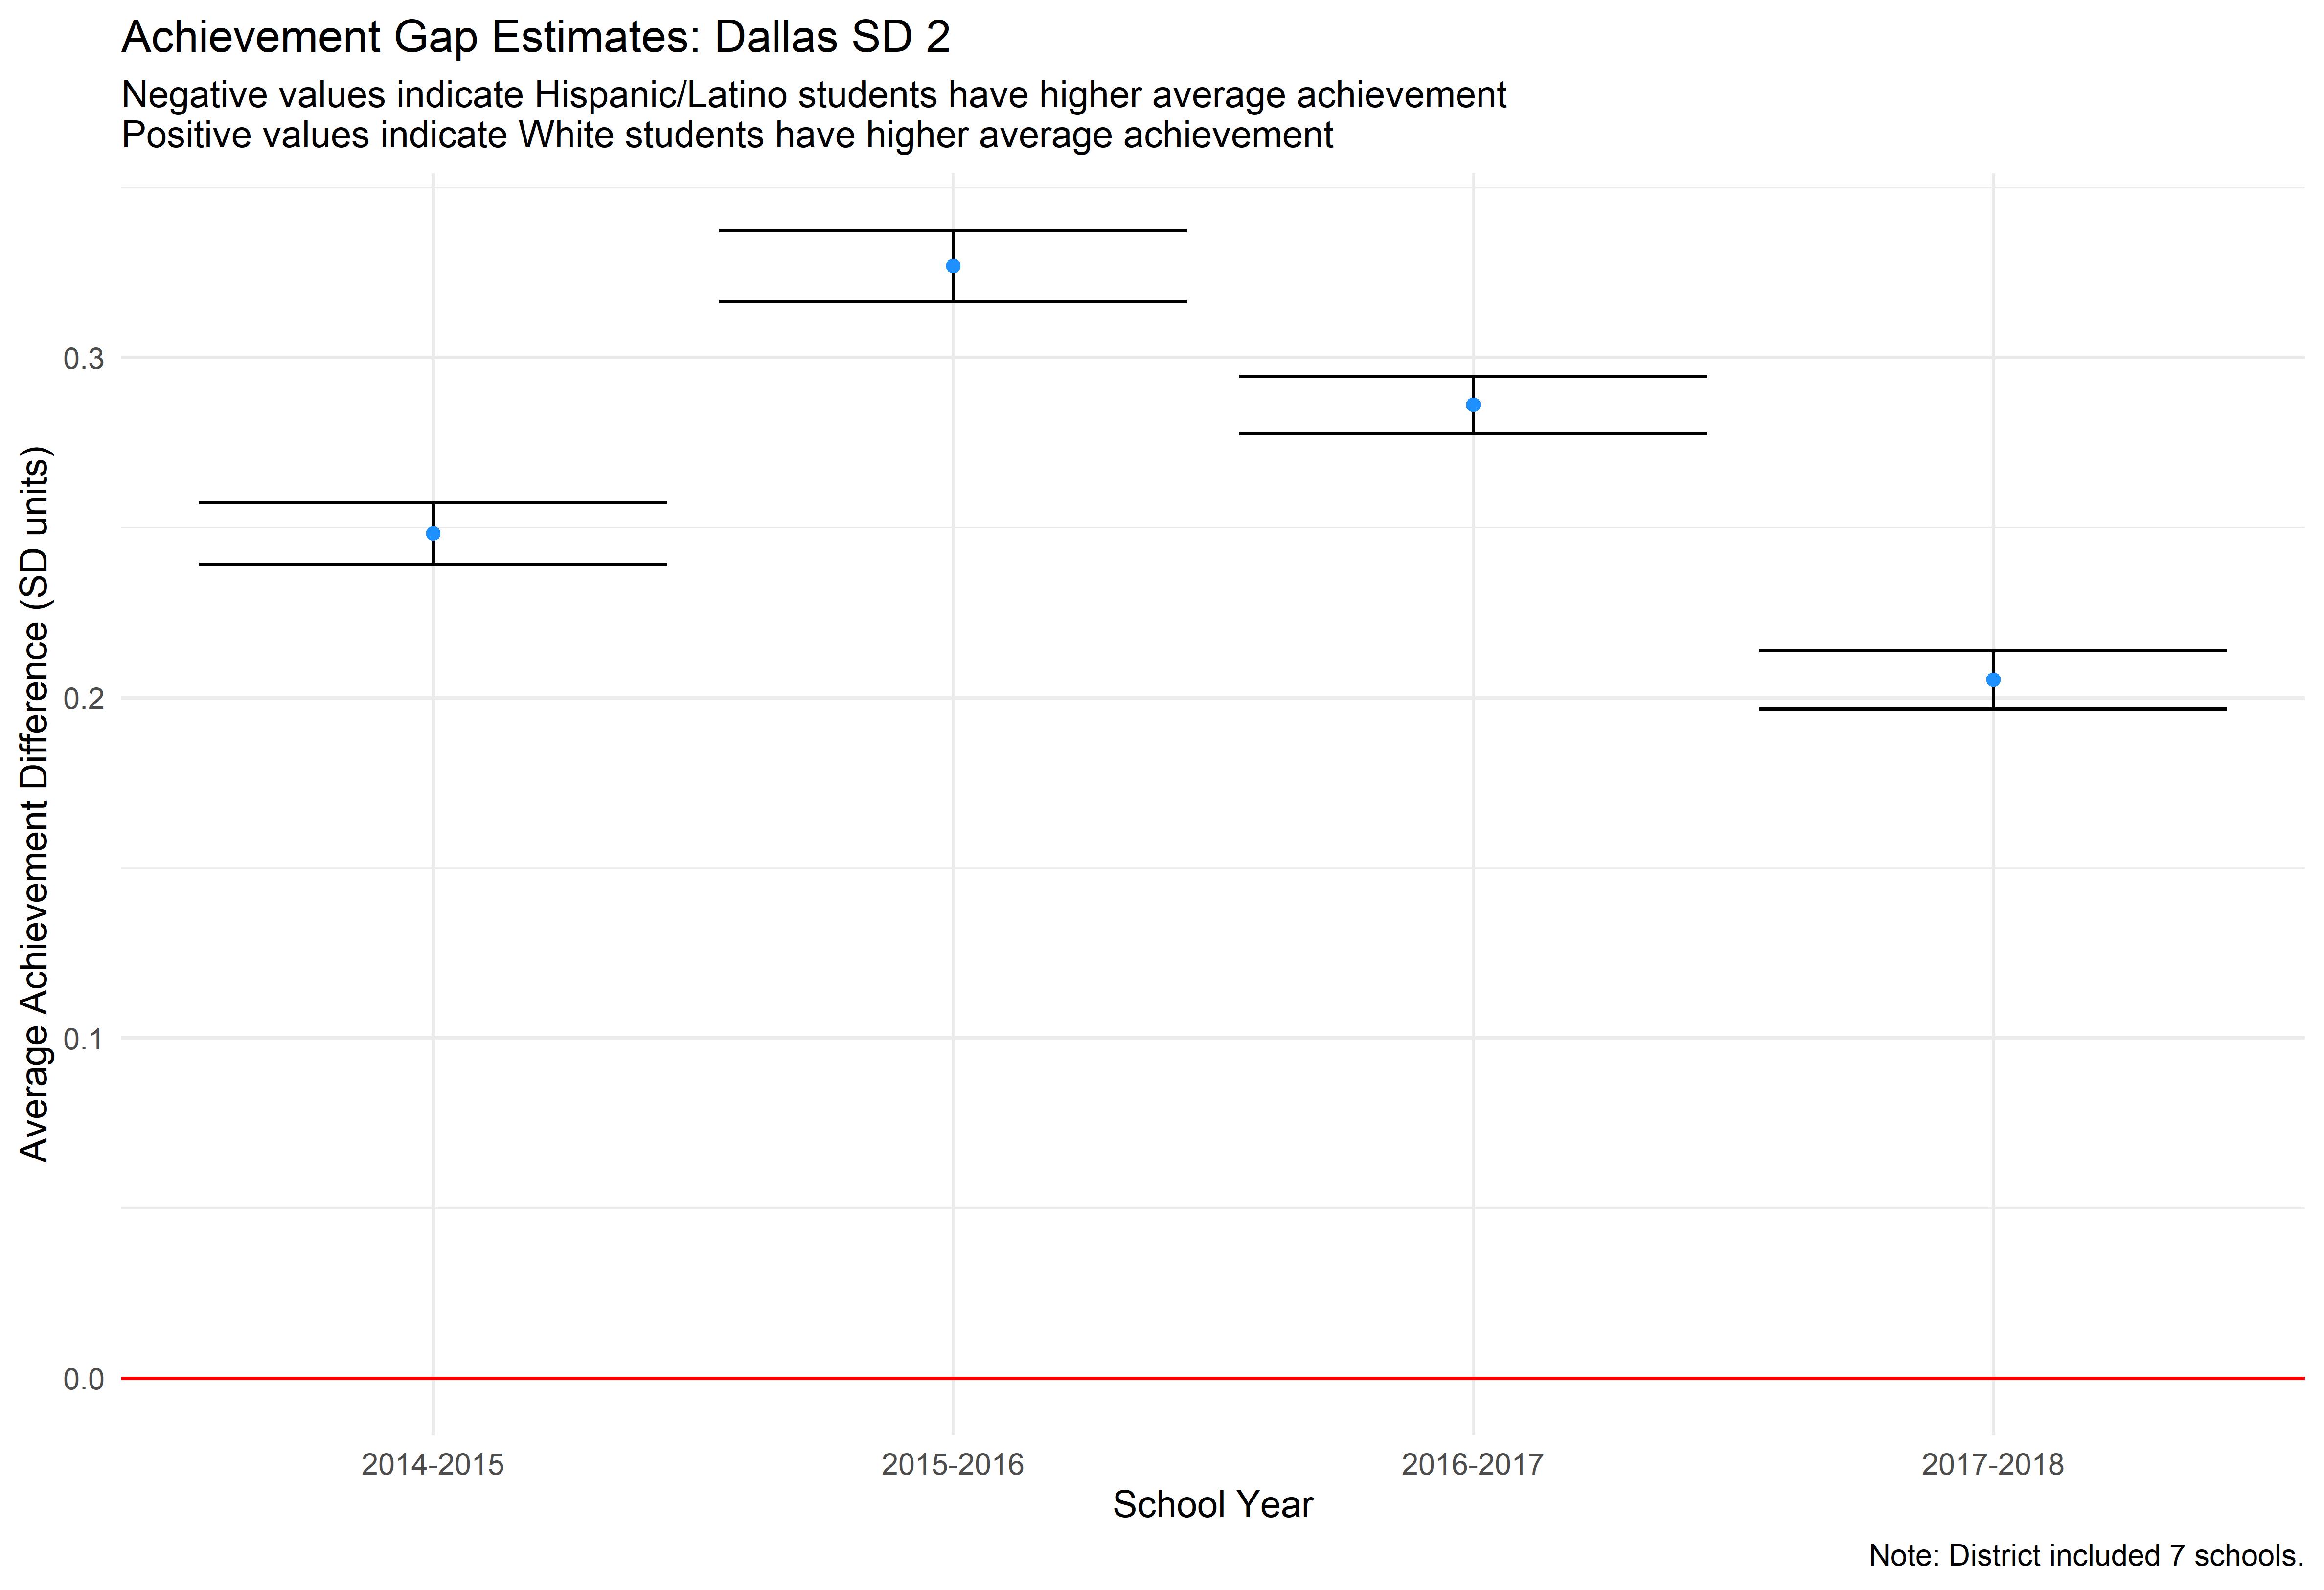 Achievement Gap Estimates: Dallas SD 2
Negative values indicate Hispanic/Latino students have higher average achievement
Positive values indicate White students have higher average achievement
Average Achievement Difference (SD units)
0.3
0.2
0.1
0.0
2014-2015
2015-2016
2016-2017
2017-2018
School Year
Note: District included 7 schools.